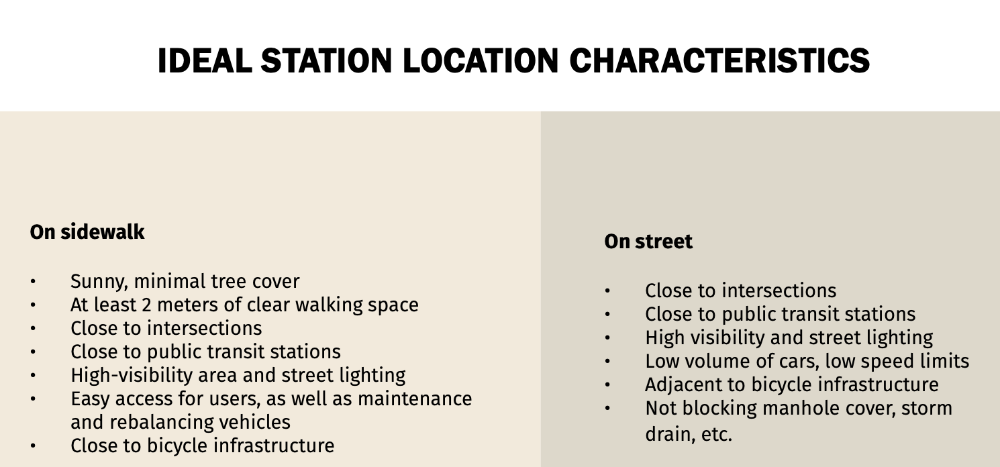 IDEAL STATION LOCATION CHARACTERISTICS
On sidewalk
• Sunny, minimal tree cover
• At least 2 meters of clear walking space
• Close to intersections
• Close to public transit stations
• High-visibility area and street lighting
• Easy access for users, as well as maintenance
and rebalancing vehicles
• Close to bicycle infrastructure
On street
• Close to intersections
• Close to public transit stations
• High visibility and street lighting
• Low volume of cars, low speed limits
• Adjacent to bicycle infrastructure
• Not blocking manhole cover, storm
drain, etc.